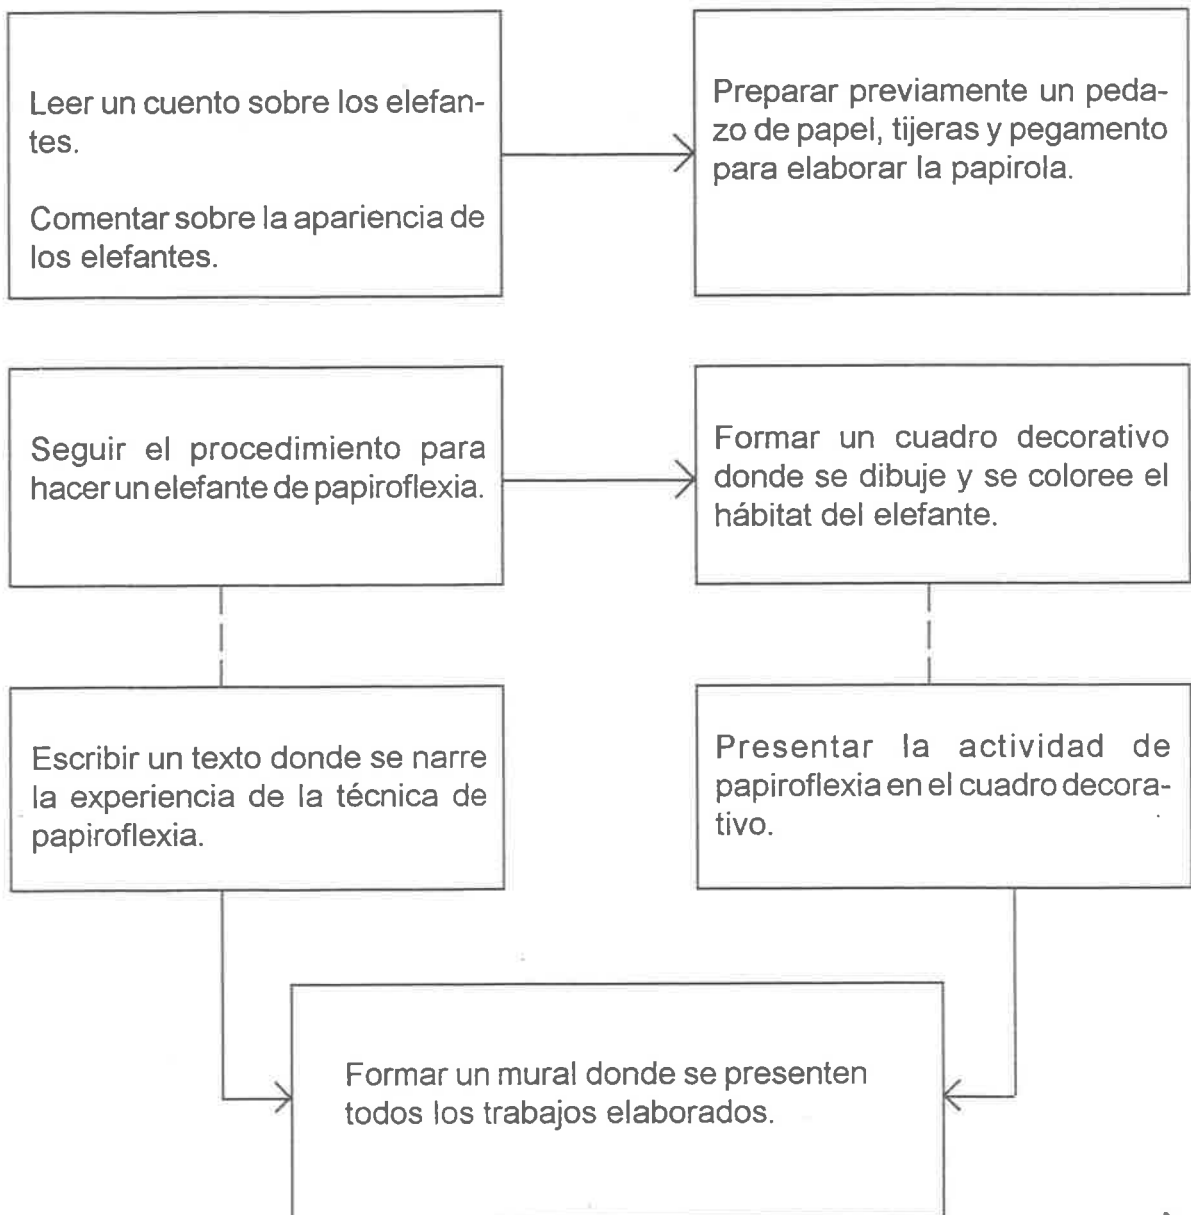 Leer un cuento sobre los elefan-
tes.
Comentar sobre la apariencia de
los elefantes.
Preparar previamente un peda-
zo de papel, tijeras y pegamento
para elaborar la papirola.
Seguir el procedimiento para
hacer un elefante de papiroflexia.
Formar un cuadro decorativo
donde se dibuje y se coloree el
hábitat del elefante.
Escribir un texto donde se narre
la experiencia de la técnica de
papiroflexia.
Presentar la actividad de
papiroflexia en el cuadro decora-
tivo.
Formar un mural donde se presenten
todos los trabajos elaborados.